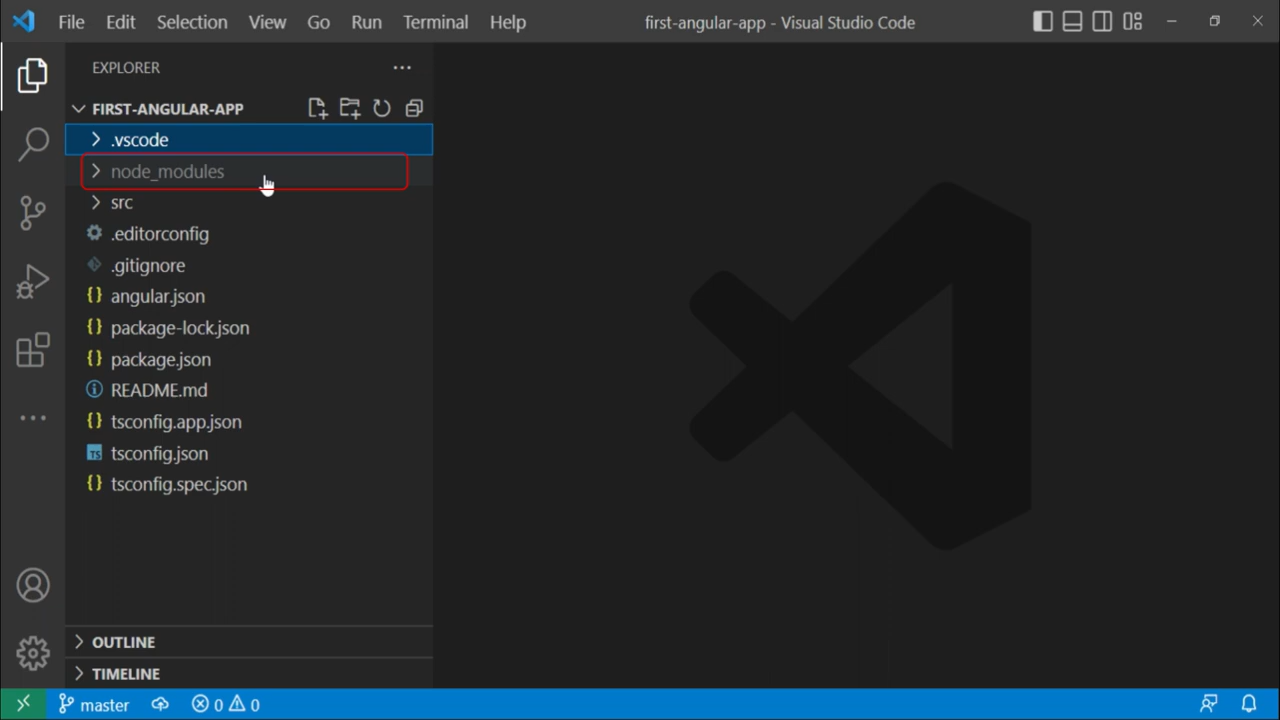 File Edit Selection View Go Run Terminal Help first-angular-app - Visual Studio Code
EXPLORER
FIRST-ANGULAR-APP
.vscode
node_modules
src
.editorconfig
.gitignore
angular.json
package-lock.json
package.json
README.md
tsconfig.app.json
TS tsconfig.json
tsconfig.spec.json
OUTLINE
TIMELINE
master 0 0